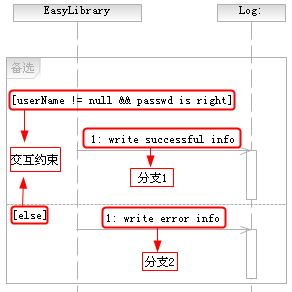 EasyLibrary
Log:
备选
[userName != null && passwd is right]
1: write successful info
交互约束
分支1
[else]
1: write error info
分支2